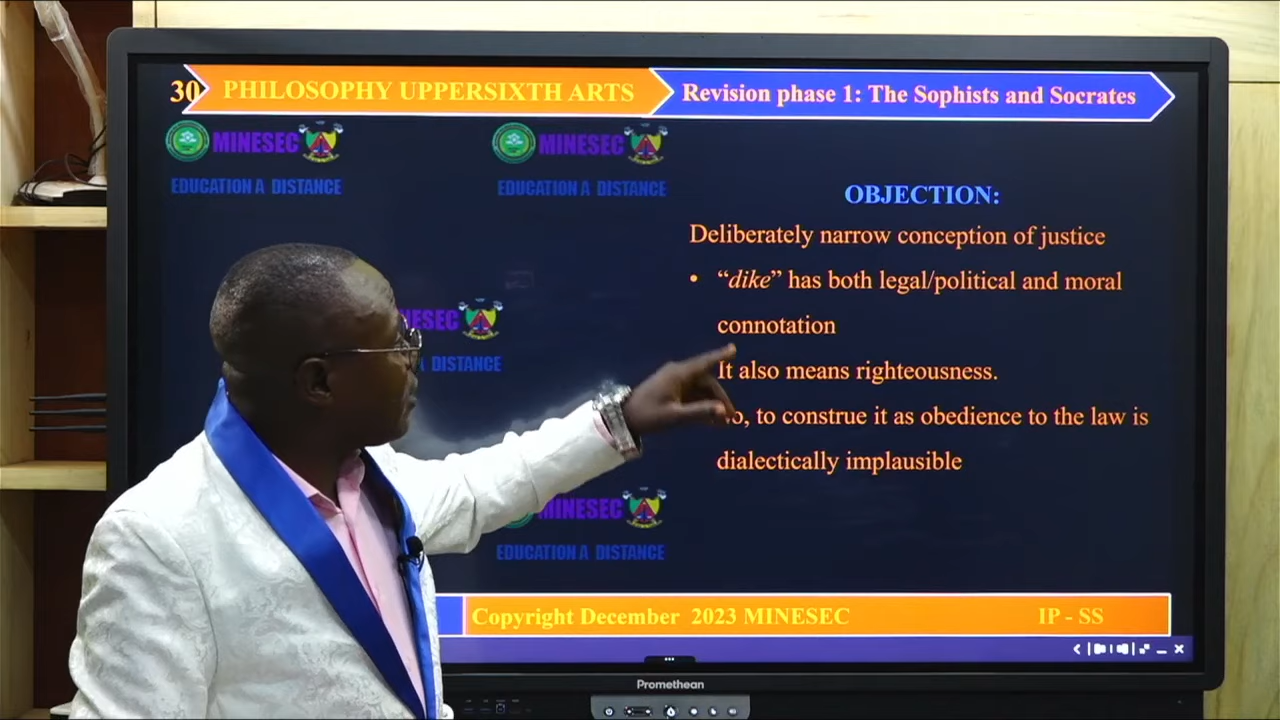 30
PHILOSOPHY UPPERSIXTH ARTS
Revision phase 1: The Sophists and Socrates
MINESEC
EDUCATION A DISTANCE
MINESEC
EDUCATION A DISTANCE
OBJECTION:
Deliberately narrow conception of justice
• “dike” has both legal/political and moral
connotation
It also means righteousness.
to construe it as obedience to the law is
dialectically implausible
DISTANCE
MINESEC
EDUCATION A DISTANCE
Copyright December 2023 MINESEC
IP - SS
Promethean